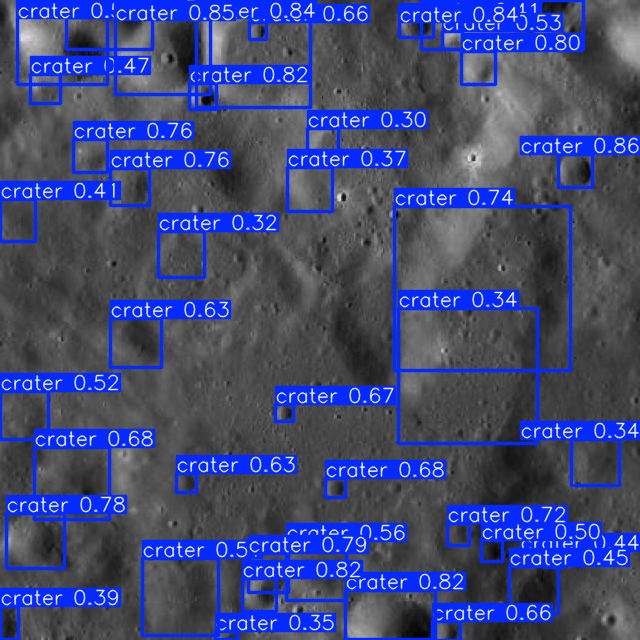 crater 0.85
er 0.84
0.66
crater 0.84
0.53
crater 0.80
crater 0.47
crater 0.82
crater 0.30
crater 0.76
crater 0.86
crater 0.76
crater 0.37
crater 0.41
crater 0.74
crater 0.32
crater 0.34
crater 0.63
crater 0.52
crater 0.67
crater 0.34
crater 0.68
crater 0.63
crater 0.68
crater 0.78
crater 0.72
crater 0.56
crater 0.50
crater 0.79
crater 0.44
crater 0.45
crater 0.82
crater 0.82
crater 0.39
crater 0.66
crater 0.35